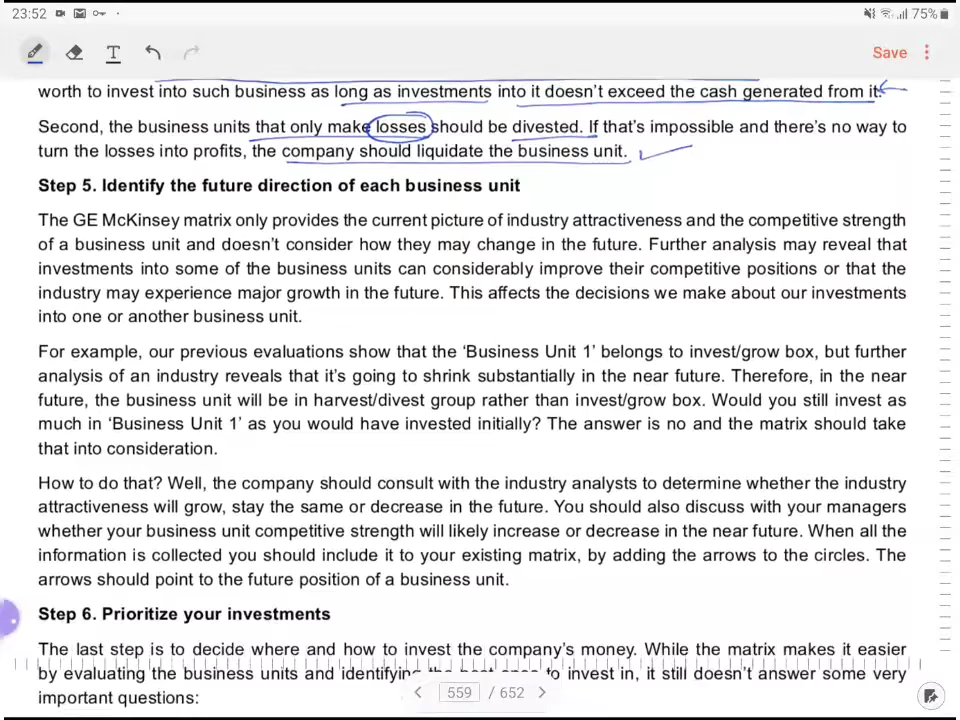 23:52
75%
T
Save
worth to invest into such business as long as investments into it doesn't exceed the cash generated from it.
Second, the business units that only make losses should be divested. If that's impossible and there's no way to
turn the losses into profits, the company should liquidate the business unit.
Step 5. Identify the future direction of each business unit
The GE McKinsey matrix only provides the current picture of industry attractiveness and the competitive strength
of a business unit and doesn't consider how they may change in the future. Further analysis may reveal that
investments into some of the business units can considerably improve their competitive positions or that the
industry may experience major growth in the future. This affects the decisions we make about our investments
into one or another business unit.
For example, our previous evaluations show that the ‘Business Unit 1’ belongs to invest/grow box, but further
analysis of an industry reveals that it's going to shrink substantially in the near future. Therefore, in the near
future, the business unit will be in harvest/divest group rather than invest/grow box. Would you still invest as
much in ‘Business Unit 1’ as you would have invested initially? The answer is no and the matrix should take
that into consideration.
How to do that? Well, the company should consult with the industry analysts to determine whether the industry
attractiveness will grow, stay the same or decrease in the future. You should also discuss with your managers
whether your business unit competitive strength will likely increase or decrease in the near future. When all the
information is collected you should include it to your existing matrix, by adding the arrows to the circles. The
arrows should point to the future position of a business unit.
Step 6. Prioritize your investments
The last step is to decide where and how to invest the company's money. While the matrix makes it easier
by evaluating the business units and identifying to invest in, it still doesn't answer some very
important questions:
559 / 652